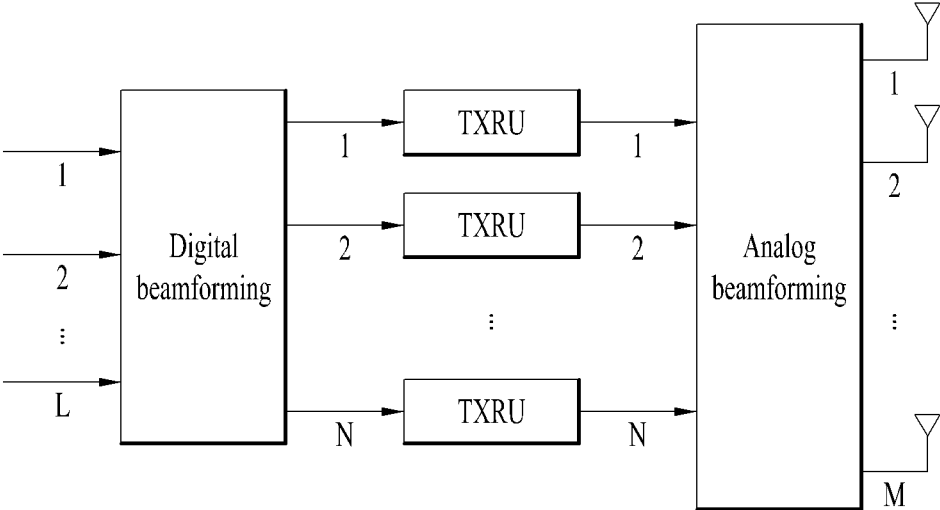 1
2
⋮
L
Digital
beamforming
1
2
N
TXRU
TXRU
⋮
TXRU
1
2
N
Analog
beamforming
1
2
⋮
M